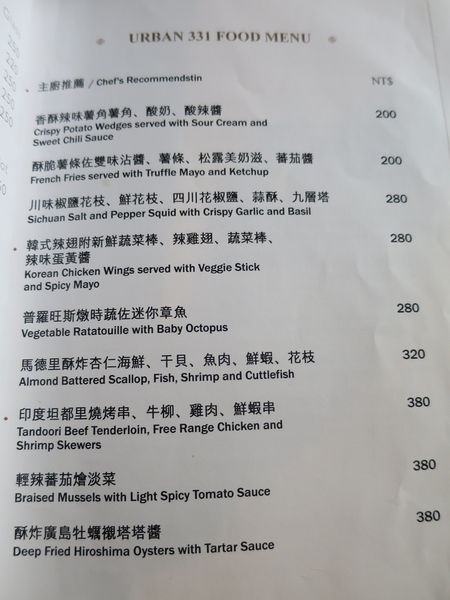 URBAN 331 FOOD MENU
主廚推薦 / Chef's Recommendstin NT$
香酥辣味薯角薯角、酸奶、酸辣醬 200
Crispy Potato Wedges served with Sour Cream and
Sweet Chili Sauce
酥脆薯條佐雙味沾醬、薯條、松露美奶滋、蕃茄醬 200
French Fries served with Truffle Mayo and Ketchup
川味椒鹽花枝、鮮花枝、四川花椒鹽、蒜酥、九層塔 280
Sichuan Salt and Pepper Squid with Crispy Garlic and Basil
韓式辣翅附新鮮蔬菜棒、辣雞翅、蔬菜棒、 280
辣味蛋黃醬
Korean Chicken Wings served with Veggie Stick
and Spicy Mayo
普羅旺斯燉時蔬佐迷你章魚 280
Vegetable Ratatouille with Baby Octopus
馬德里酥炸杏仁海鮮、干貝、魚肉、鮮蝦、花枝 320
Almond Battered Scallop, Fish, Shrimp and Cuttlefish
印度坦都里燒烤串、牛柳、雞肉、鮮蝦串 380
Tandoori Beef Tenderloin, Free Range Chicken and
Shrimp Skewers
輕辣蕃茄燴淡菜 380
Braised Mussels with Light Spicy Tomato Sauce
酥炸廣島牡蠣襯塔塔醬 380
Deep Fried Hiroshima Oysters with Tartar Sauce